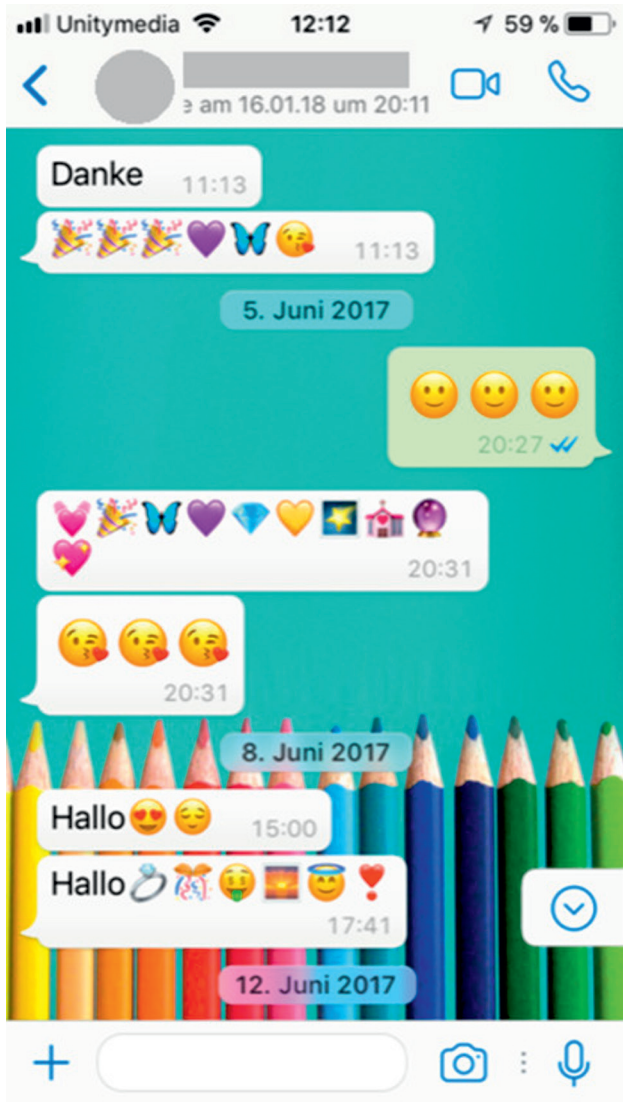 Unitymedia 12:12 59 %
e am 16.01.18 um 20:11
Danke 11:13
🎉🎉🎉💜🦋😘 11:13
5. Juni 2017
🙂🙂🙂
20:27
💓🎉🦋💜💎💛🌠💒🔮
💖
20:31
😘😘😘
20:31
8. Juni 2017
Hallo😍😌 15:00
Hallo💍🎊🤑🌅😇❣️
17:41
12. Juni 2017